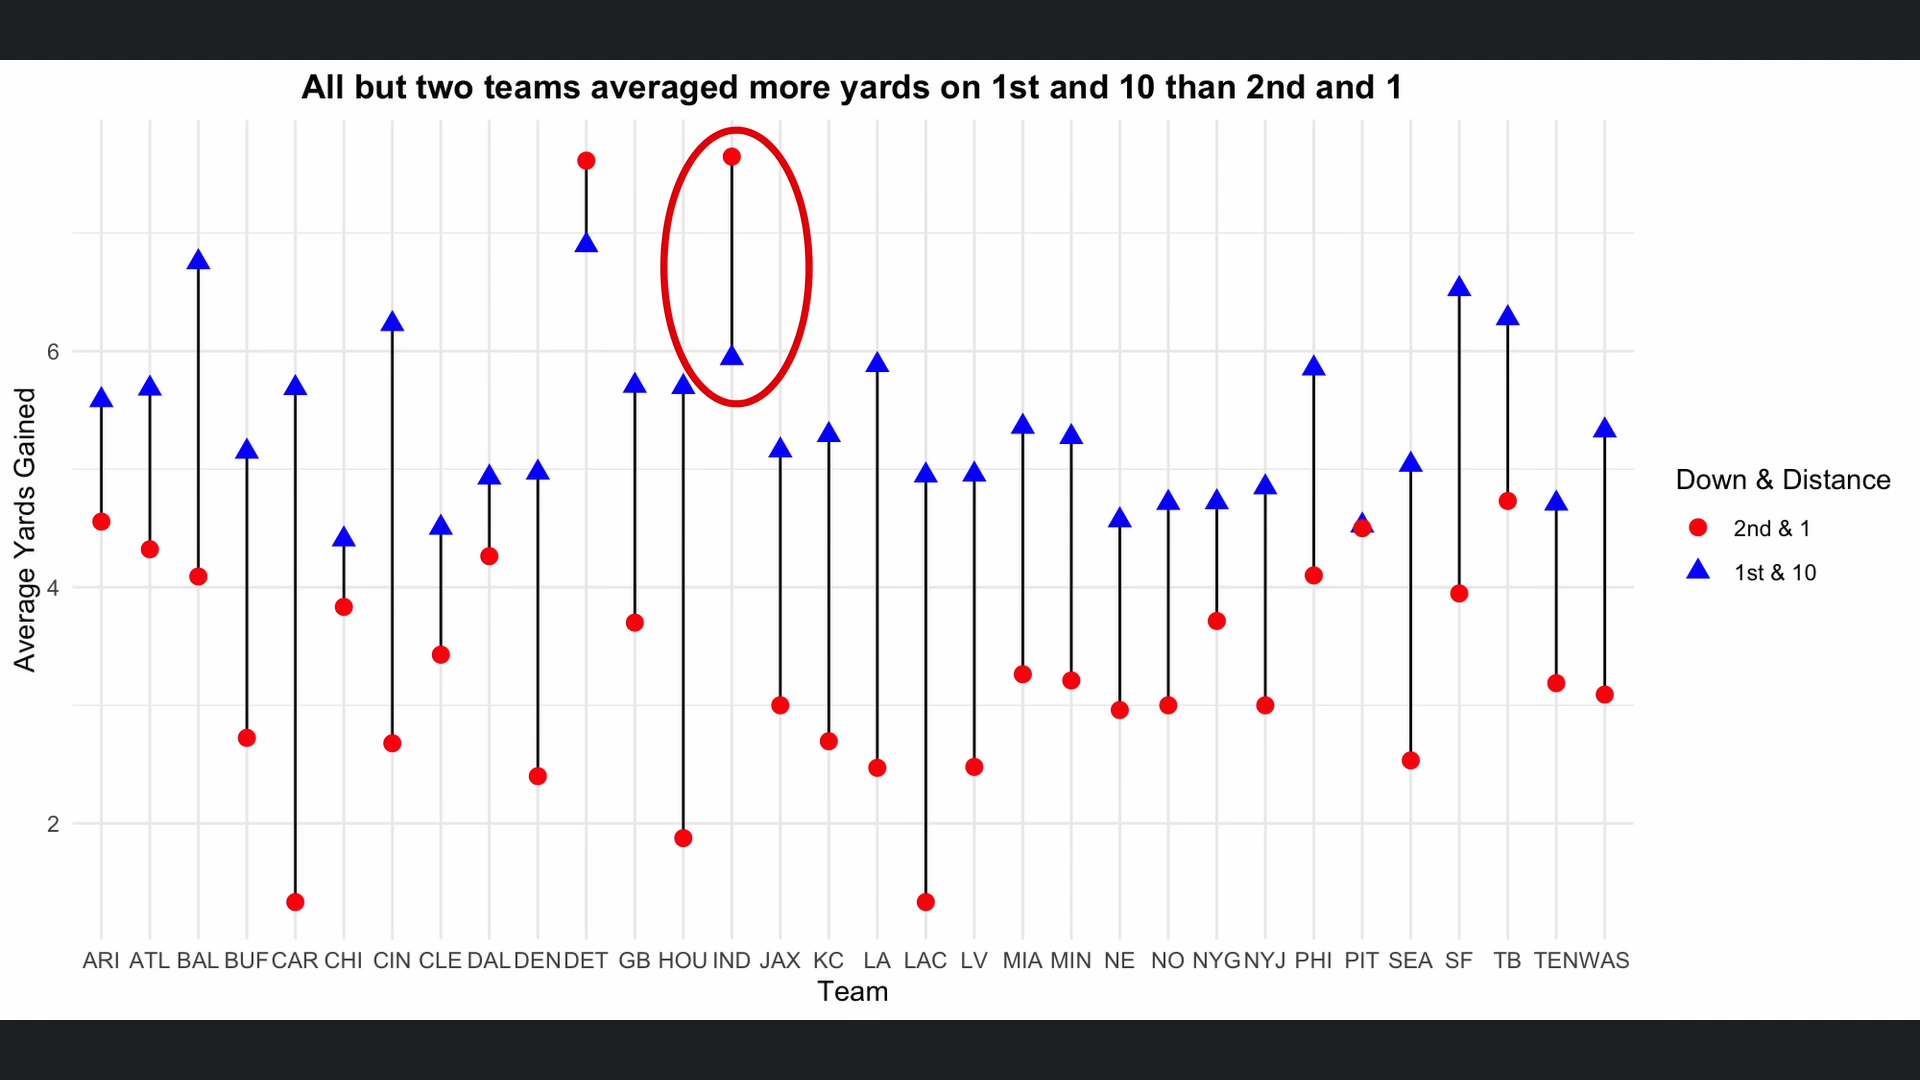 All but two teams averaged more yards on 1st and 10 than 2nd and 1
Average Yards Gained
6
4
2
Down & Distance
2nd & 1
1st & 10
ARI ATL BAL BUF CAR CHI CIN CLE DAL DEN DET GB HOU IND JAX KC LA LAC LV MIA MIN NE NO NYG NYJ PHI PIT SEA SF TB TEN WAS
Team